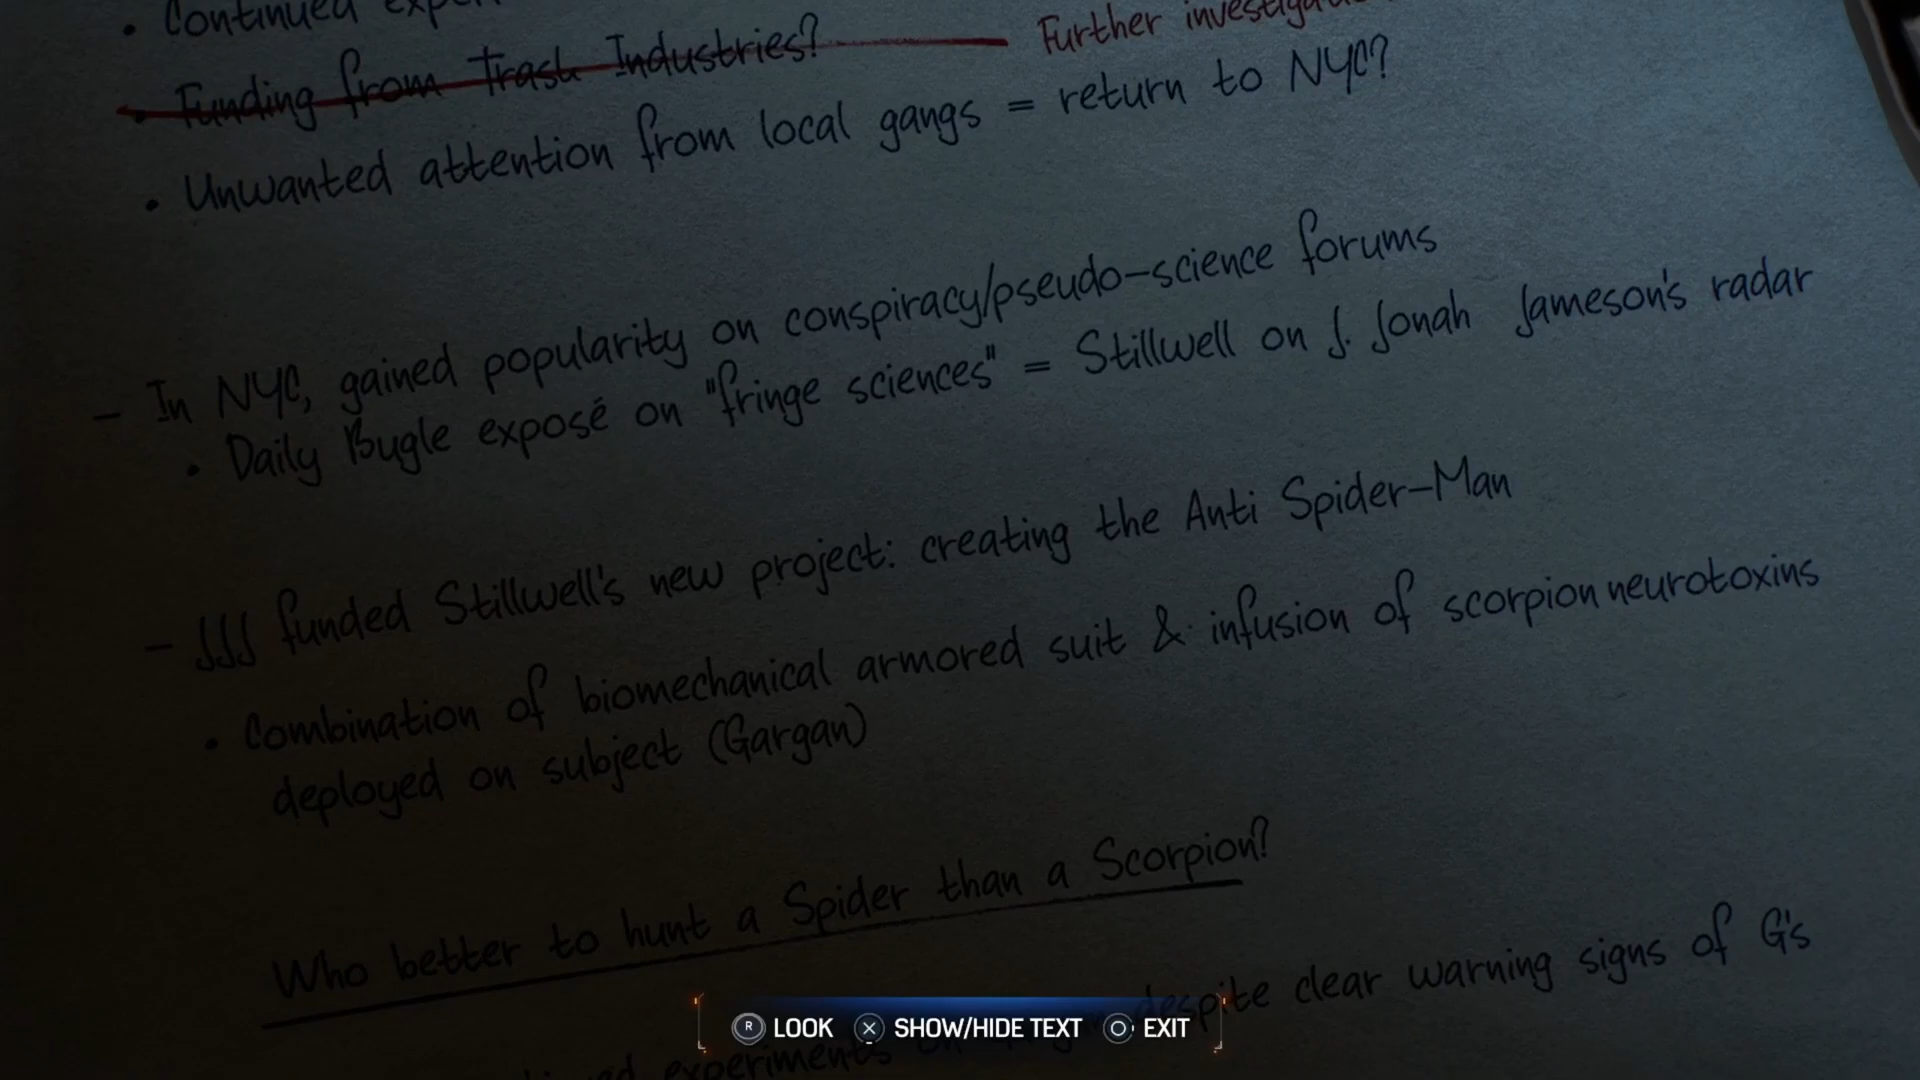 • Continued
• Funding from Trask Industries? Further
• Unwanted attention from local gangs = return to NYC?
– In NYC, gained popularity on conspiracy/pseudo-science forums
• Daily Bugle exposé on "fringe sciences" = Stillwell on J. Jonah Jameson's radar
– JJJ funded Stillwell's new project: creating the Anti Spider-Man
• Combination of biomechanical armored suit & infusion of scorpion neurotoxins
deployed on subject (Gargan)
Who better to hunt a Spider than a Scorpion?
despite clear warning signs of G's
experiments
R LOOK X SHOW/HIDE TEXT O EXIT